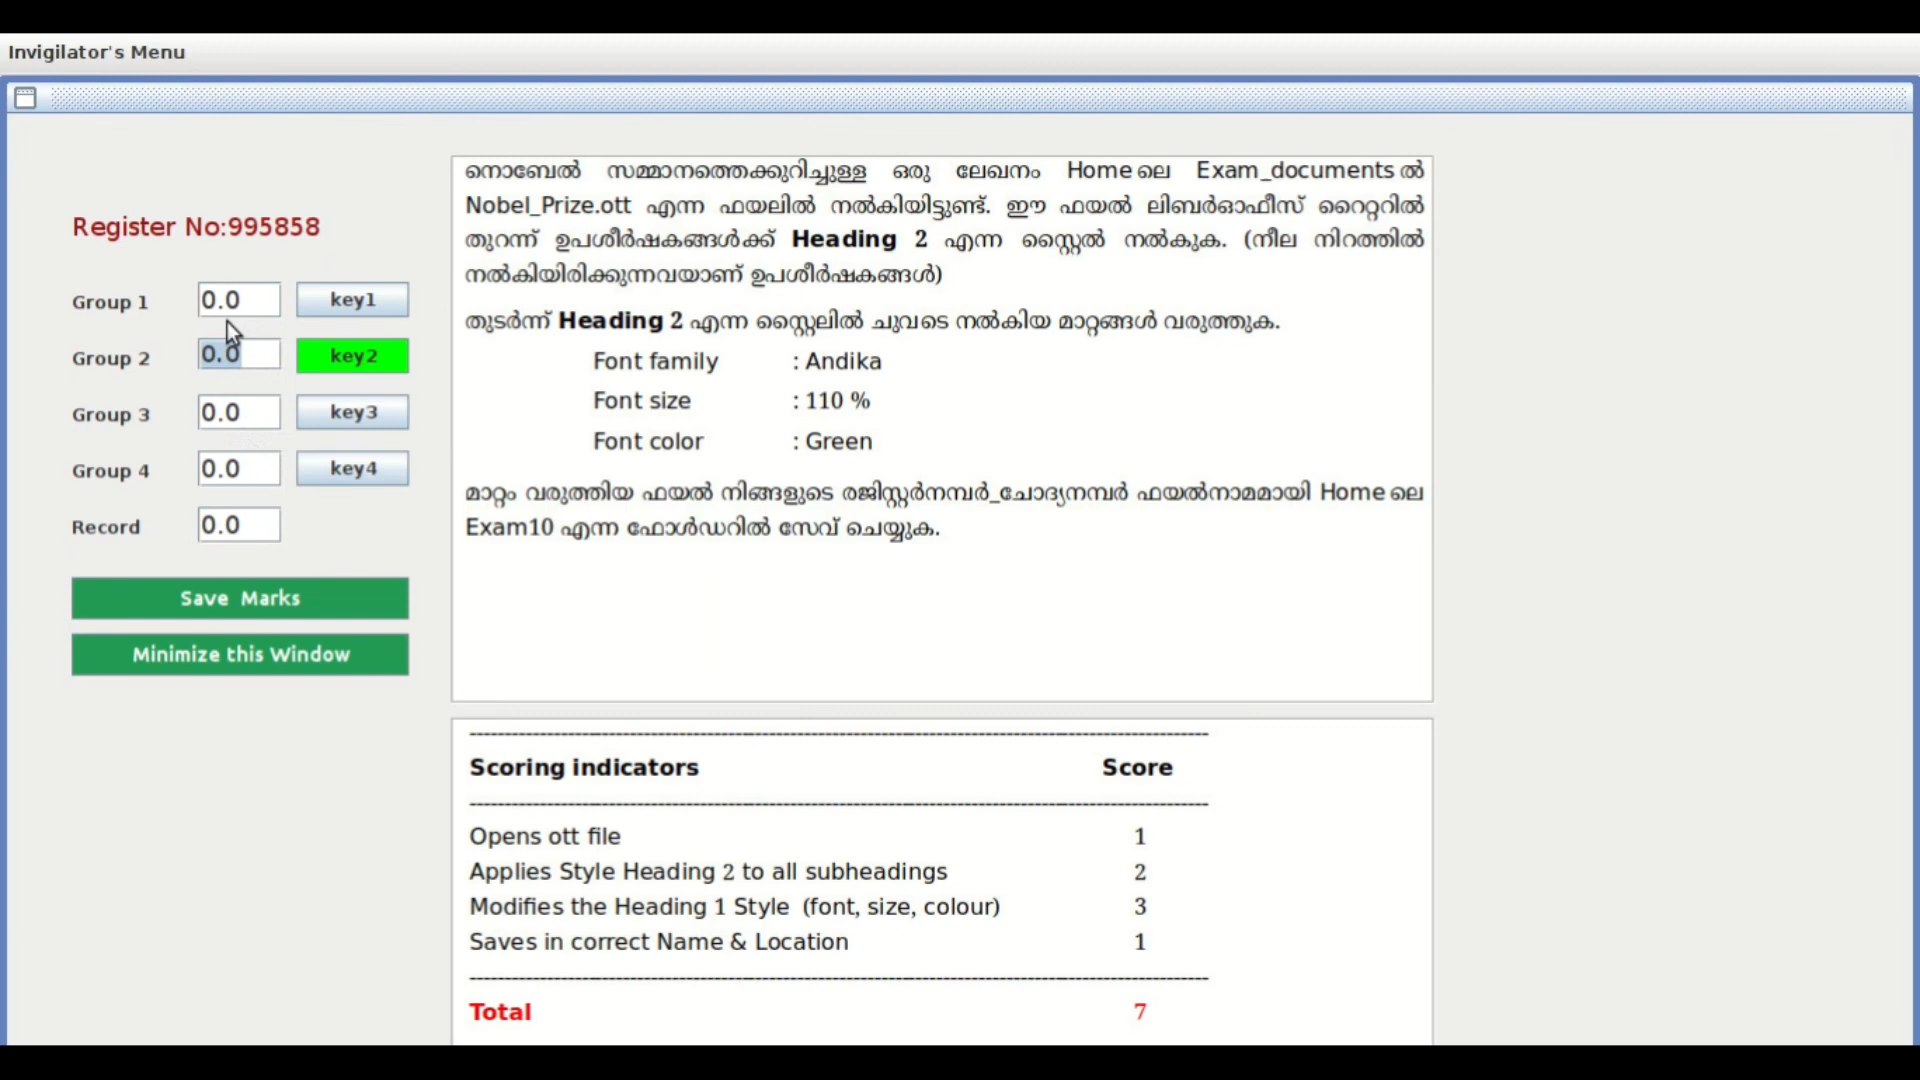 Invigilator's Menu
Register No:995858
Group 1 0.0 key1
Group 2 0.0 key2
Group 3 0.0 key3
Group 4 0.0 key4
Record 0.0
Save Marks
Minimize this Window
നൊബേൽ സമ്മാനത്തെക്കുറിച്ചുള്ള ഒരു ലേഖനം Home ലെ Exam_documents ൽ
Nobel_Prize.ott എന്ന ഫയലിൽ നൽകിയിട്ടുണ്ട്. ഈ ഫയൽ ലിബർഓഫീസ് റൈറ്ററിൽ
തുറന്ന് ഉപശീർഷകങ്ങൾക്ക് Heading 2 എന്ന സ്റ്റൈൽ നൽകുക. (നീല നിറത്തിൽ
നൽകിയിരിക്കുന്നവയാണ് ഉപശീർഷകങ്ങൾ)
തുടർന്ന് Heading 2 എന്ന സ്റ്റൈലിൽ ചുവടെ നൽകിയ മാറ്റങ്ങൾ വരുത്തുക.
Font family : Andika
Font size : 110 %
Font color : Green
മാറ്റം വരുത്തിയ ഫയൽ നിങ്ങളുടെ രജിസ്റ്റർനമ്പർ_ചോദ്യനമ്പർ ഫയൽനാമമായി Home ലെ
Exam10 എന്ന ഫോൾഡറിൽ സേവ് ചെയ്യുക.
Scoring indicators Score
Opens ott file 1
Applies Style Heading 2 to all subheadings 2
Modifies the Heading 1 Style (font, size, colour) 3
Saves in correct Name & Location 1
Total 7